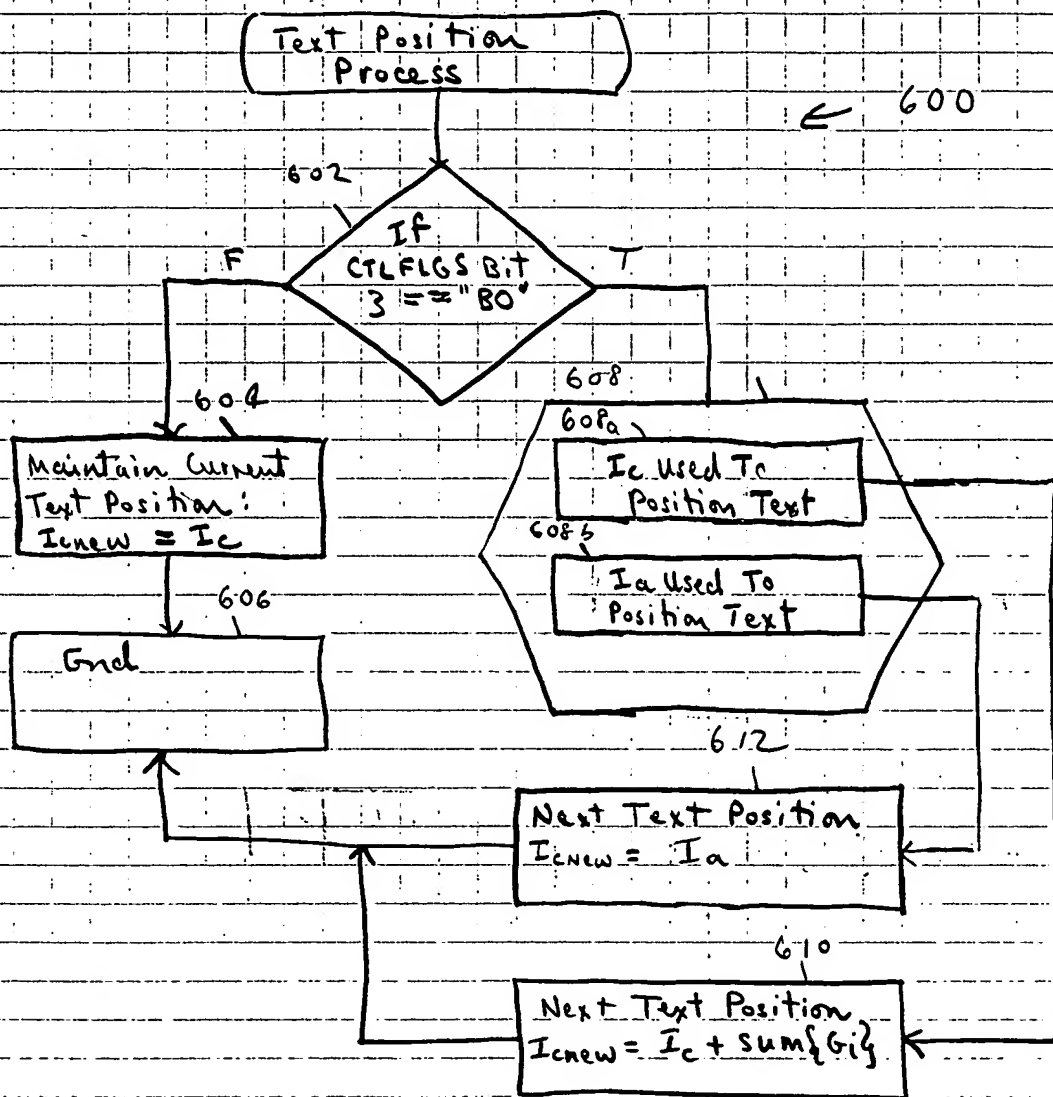 Text Position
Process
600
602
If
CTLFLGS Bit
3 == "BO"
F
T
604
Maintain Current
Text Position:
Icnew = Ic
606
End
608
608a
Ic Used To
Position Text
608b
Ia Used To
Position Text
612
Next Text Position
Icnew = Ia
610
Next Text Position
Icnew = Ic + sum{Gi}